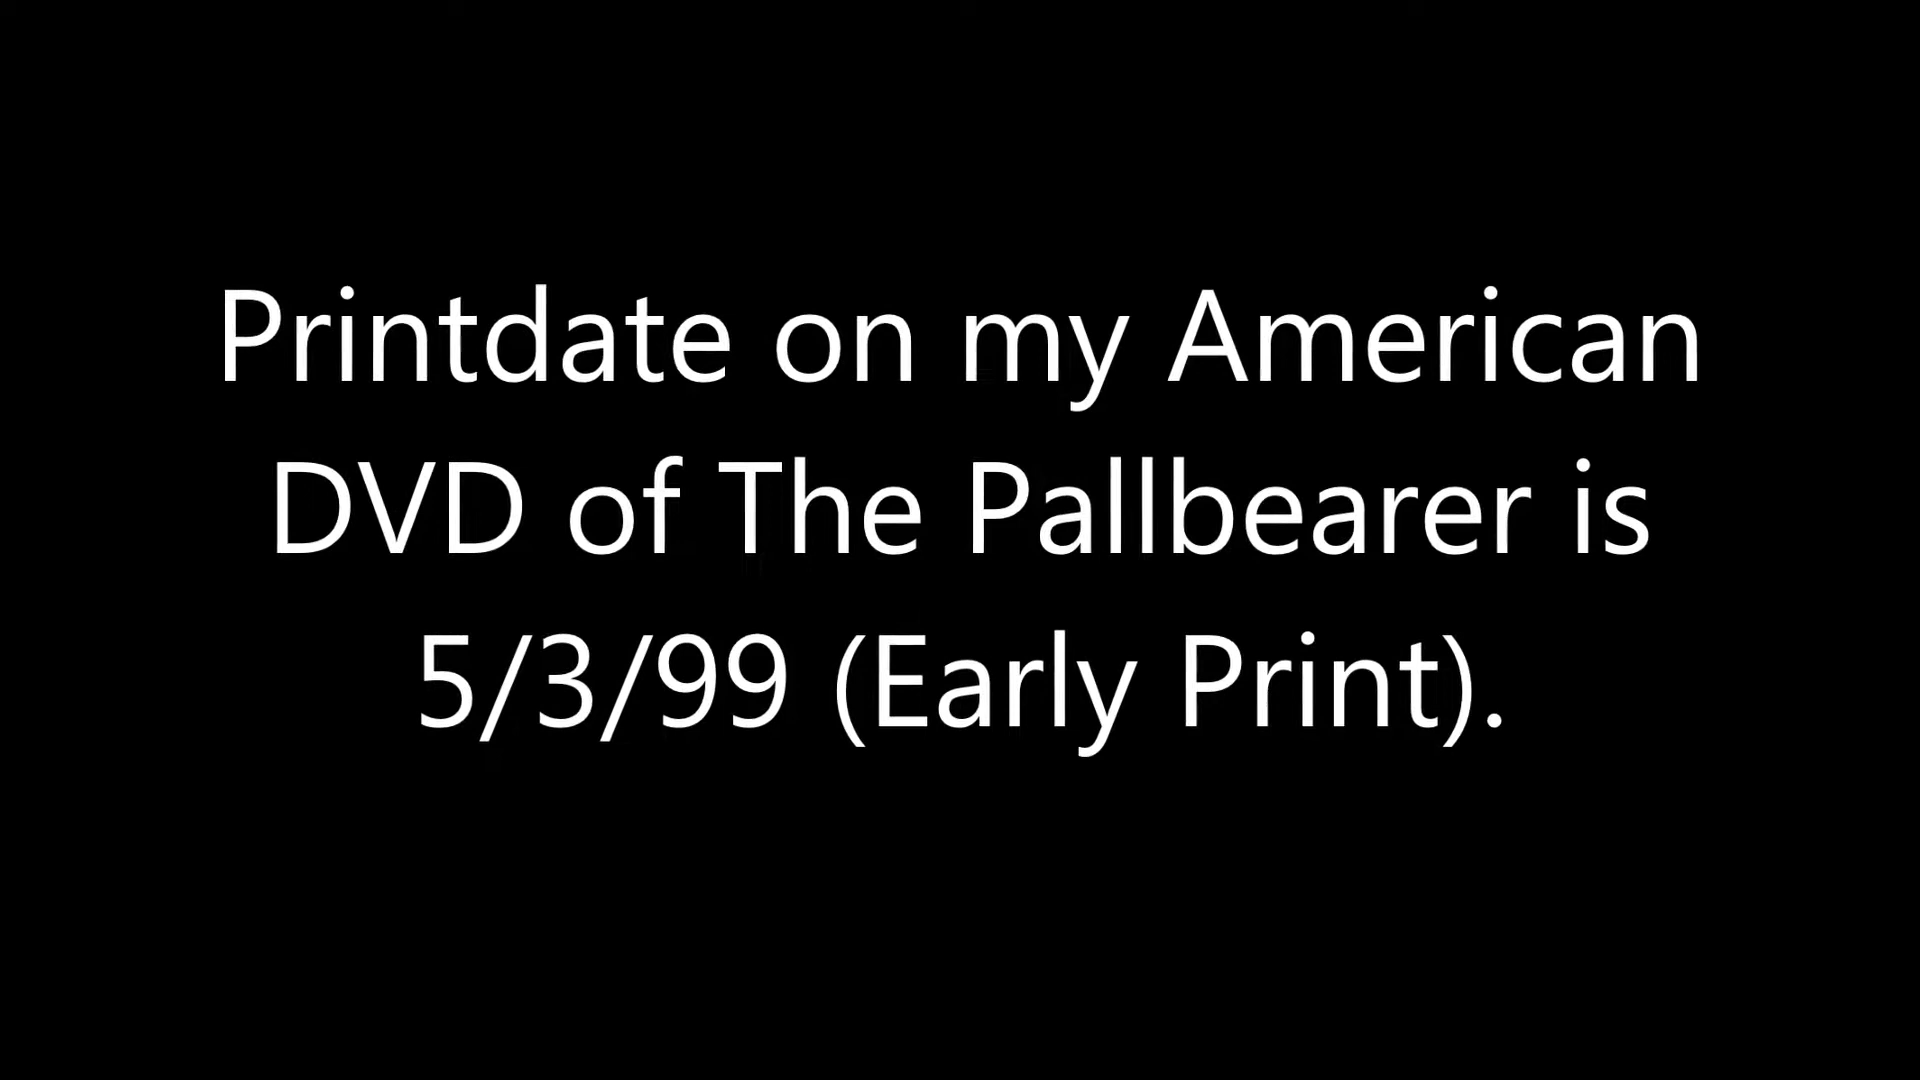 Printdate on my American
DVD of The Pallbearer is
5/3/99 (Early Print).